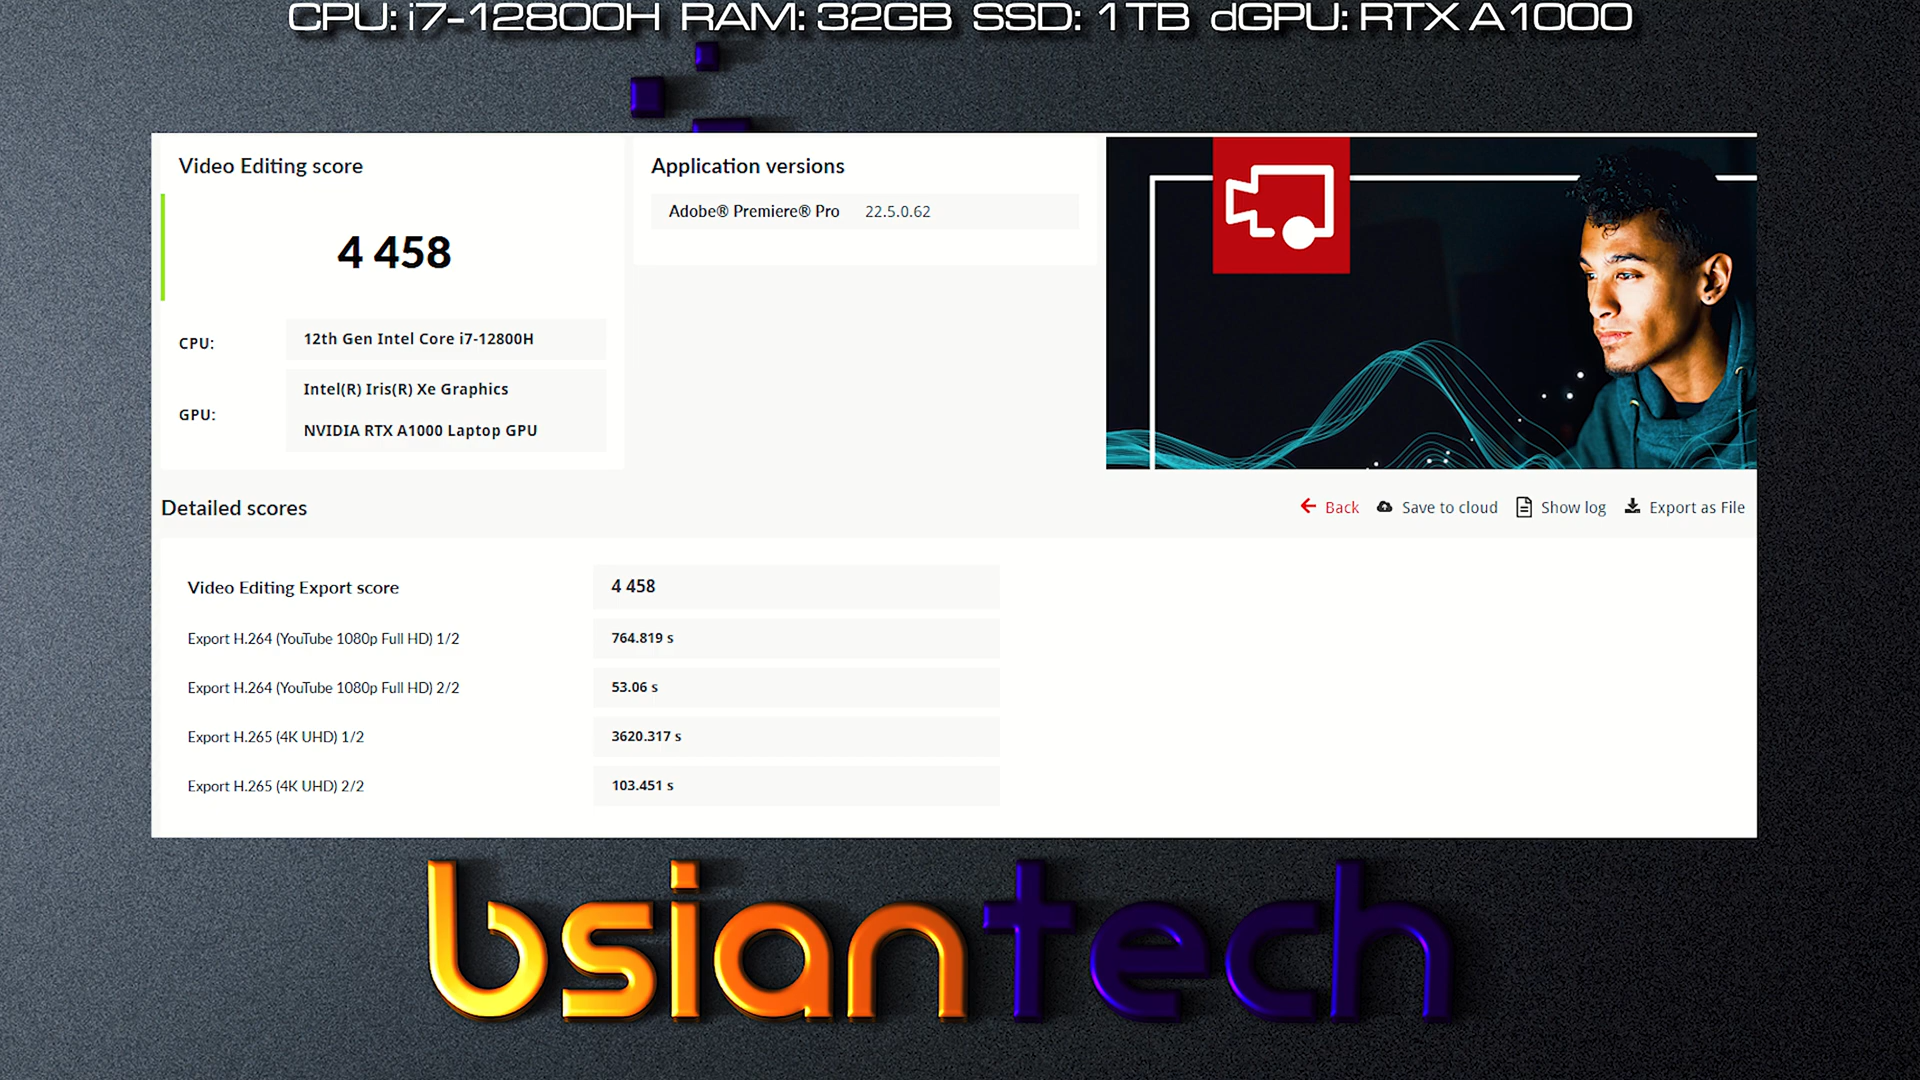 CPU: i7-12800H RAM: 32GB SSD: 1TB dGPU: RTX A1000
Video Editing score
4 458
CPU:
12th Gen Intel Core i7-12800H
GPU:
Intel(R) Iris(R) Xe Graphics
NVIDIA RTX A1000 Laptop GPU
Application versions
Adobe® Premiere® Pro 22.5.0.62
Detailed scores
Back Save to cloud Show log Export as File
Video Editing Export score 4 458
Export H.264 (YouTube 1080p Full HD) 1/2 764.819 s
Export H.264 (YouTube 1080p Full HD) 2/2 53.06 s
Export H.265 (4K UHD) 1/2 3620.317 s
Export H.265 (4K UHD) 2/2 103.451 s
bsiantech